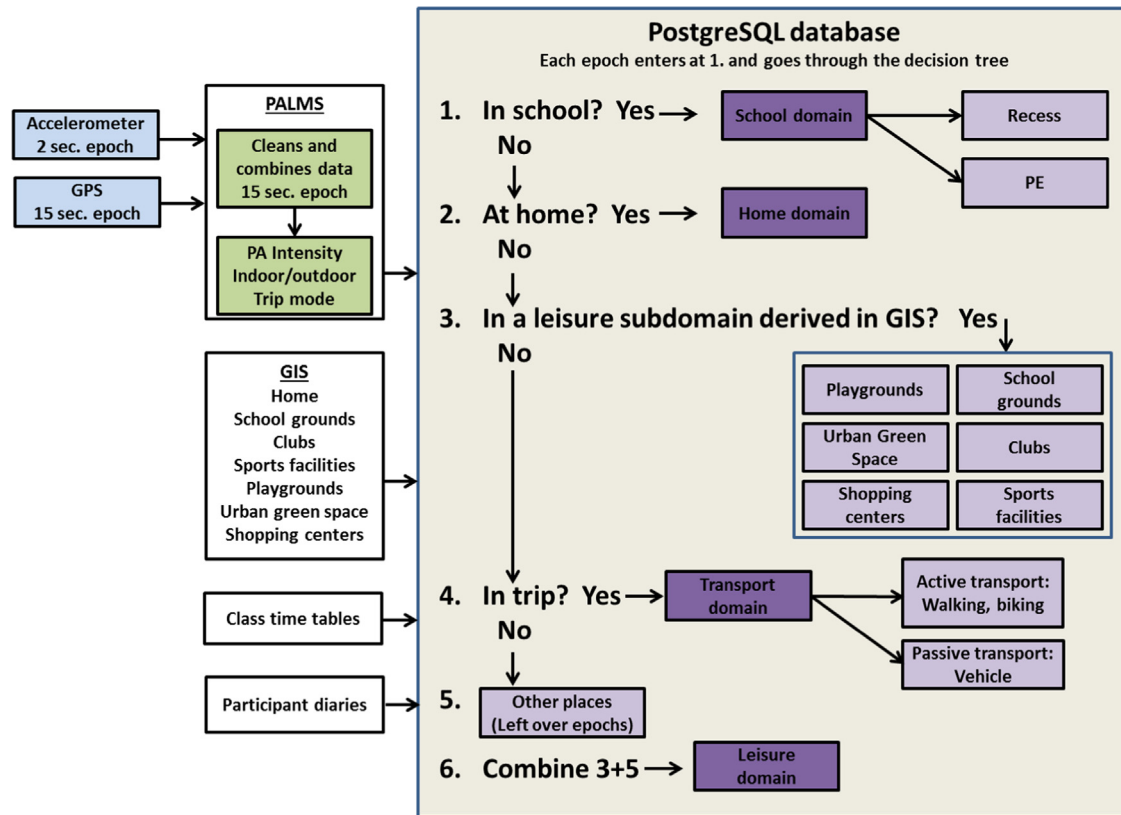 PostgreSQL database
Each epoch enters at 1. and goes through the decision tree
PALMS
Accelerometer
2 sec. epoch
GPS
15 sec. epoch
Cleans and
combines data
15 sec. epoch
PA Intensity
Indoor/outdoor
Trip mode
GIS
Home
School grounds
Clubs
Sports facilities
Playgrounds
Urban green space
Shopping centers
Class time tables
Participant diaries
1. In school? Yes
No
School domain
Recess
PE
2. At home? Yes
No
Home domain
3. In a leisure subdomain derived in GIS? Yes
No
Playgrounds
School
grounds
Urban Green
Space
Clubs
Shopping
centers
Sports
facilities
4. In trip? Yes
No
Transport
domain
Active transport:
Walking, biking
Passive transport:
Vehicle
5.
Other places
(Left over epochs)
6. Combine 3+5
Leisure
domain